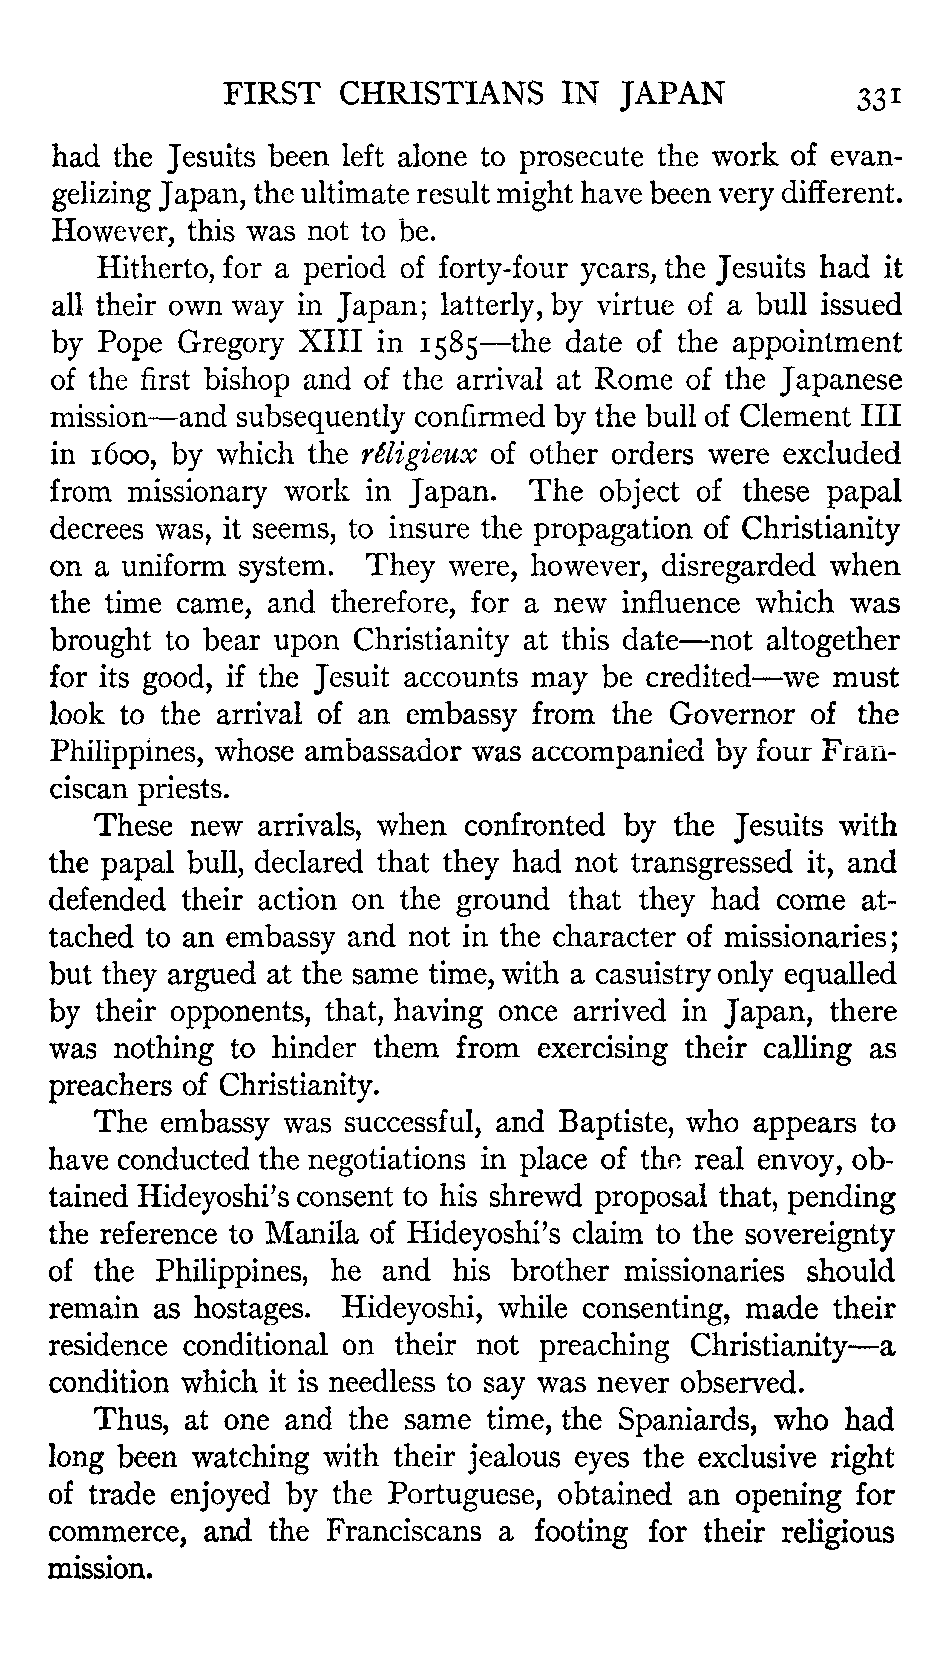 FIRST CHRISTIANS IN JAPAN 331
had the Jesuits been left alone to prosecute the work of evan-
gelizing Japan, the ultimate result might have been very different.
However, this was not to be.
Hitherto, for a period of forty-four years, the Jesuits had it
all their own way in Japan; latterly, by virtue of a bull issued
by Pope Gregory XIII in 1585—the date of the appointment
of the first bishop and of the arrival at Rome of the Japanese
mission—and subsequently confirmed by the bull of Clement III
in 1600, by which the réligieux of other orders were excluded
from missionary work in Japan. The object of these papal
decrees was, it seems, to insure the propagation of Christianity
on a uniform system. They were, however, disregarded when
the time came, and therefore, for a new influence which was
brought to bear upon Christianity at this date—not altogether
for its good, if the Jesuit accounts may be credited—we must
look to the arrival of an embassy from the Governor of the
Philippines, whose ambassador was accompanied by four Fran-
ciscan priests.
These new arrivals, when confronted by the Jesuits with
the papal bull, declared that they had not transgressed it, and
defended their action on the ground that they had come at-
tached to an embassy and not in the character of missionaries;
but they argued at the same time, with a casuistry only equalled
by their opponents, that, having once arrived in Japan, there
was nothing to hinder them from exercising their calling as
preachers of Christianity.
The embassy was successful, and Baptiste, who appears to
have conducted the negotiations in place of the real envoy, ob-
tained Hideyoshi's consent to his shrewd proposal that, pending
the reference to Manila of Hideyoshi's claim to the sovereignty
of the Philippines, he and his brother missionaries should
remain as hostages. Hideyoshi, while consenting, made their
residence conditional on their not preaching Christianity—a
condition which it is needless to say was never observed.
Thus, at one and the same time, the Spaniards, who had
long been watching with their jealous eyes the exclusive right
of trade enjoyed by the Portuguese, obtained an opening for
commerce, and the Franciscans a footing for their religious
mission.